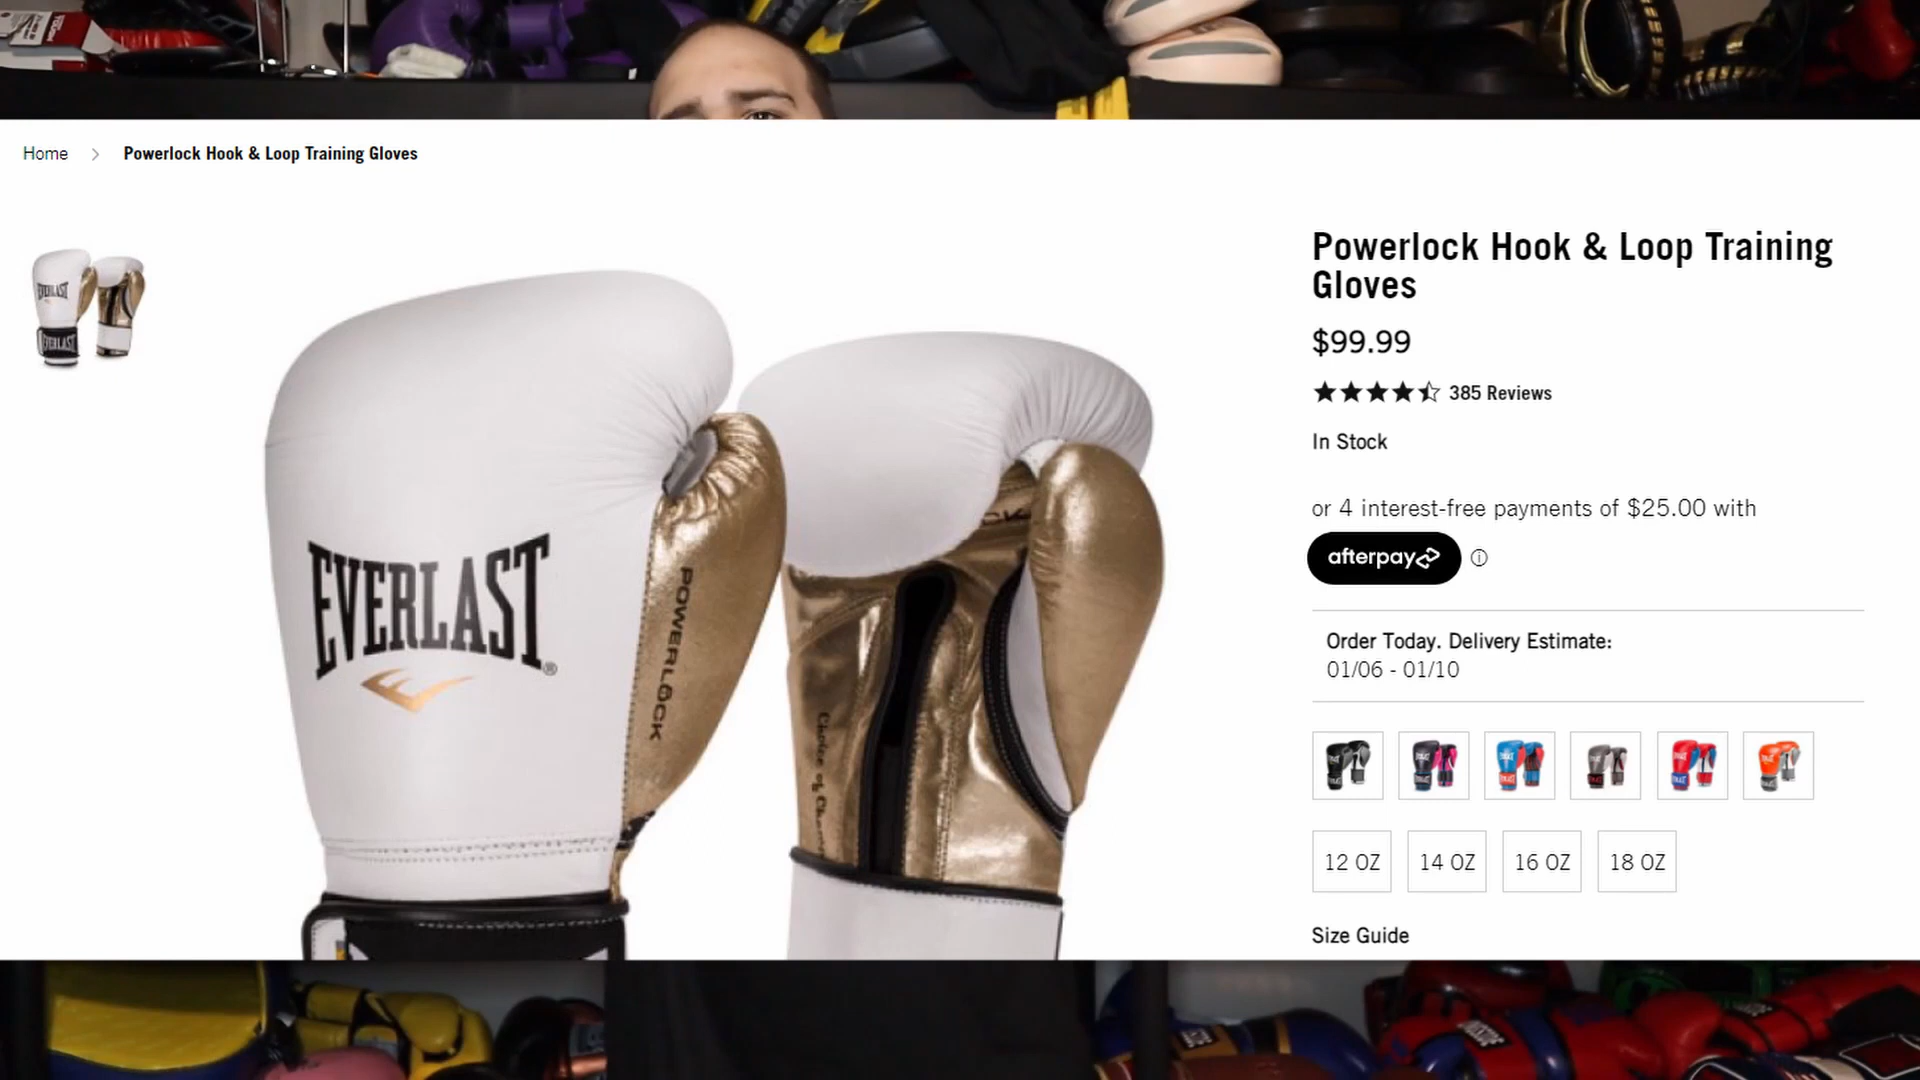 Home
Powerlock Hook & Loop Training Gloves
Powerlock Hook & Loop Training
Gloves
$99.99
385 Reviews
In Stock
or 4 interest-free payments of $25.00 with
afterpay
Order Today. Delivery Estimate:
01/06 - 01/10
12 OZ
14 OZ
16 OZ
18 OZ
Size Guide
EVERLAST®
POWERLOCK
EVERLAST
EVERLAST